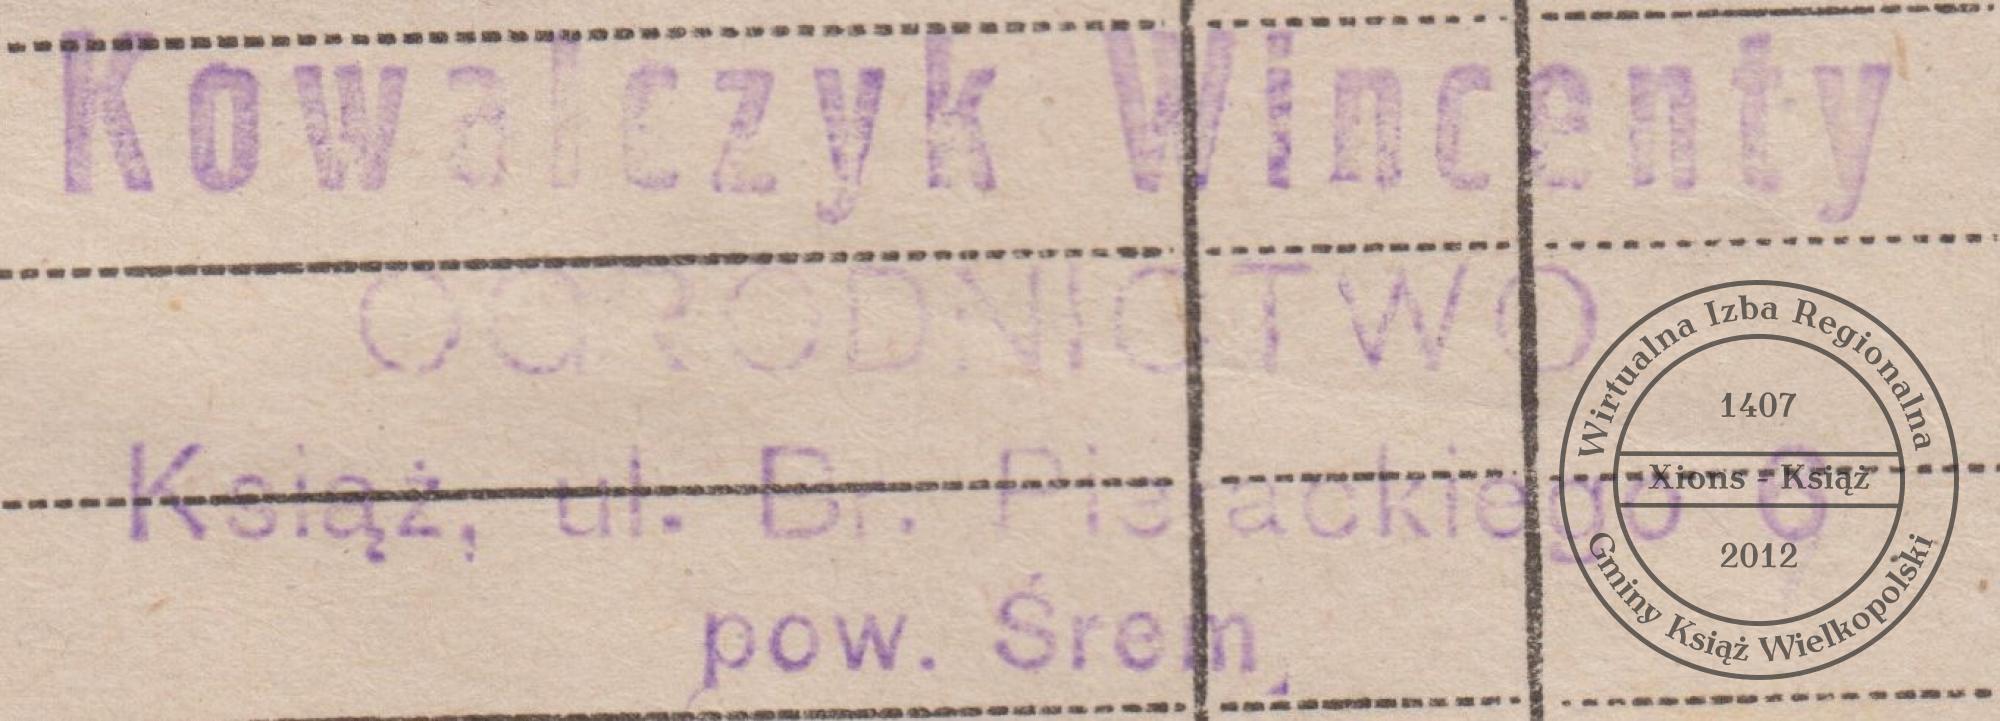 Kowalczyk Wincenty
OGRODNICTWO
Książ, ul. Br. Pierackiego
pow. Śrem
Wirtualna Izba Regionalna
1407
Xions - Książ
2012
Gminy Książ Wielkopolski